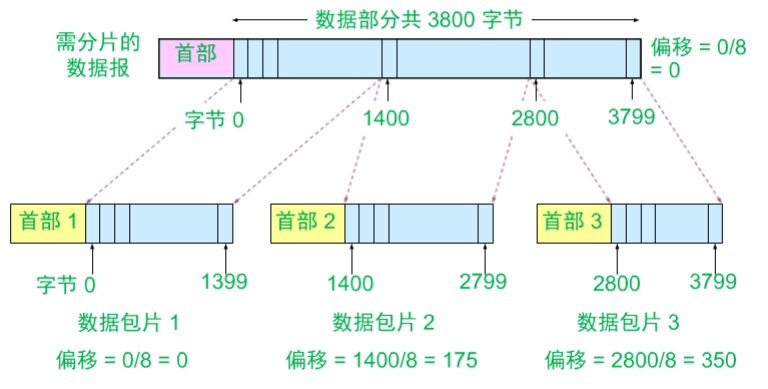 数据部分共 3800 字节
需分片的
数据报
首部
偏移 = 0/8
= 0
字节 0
1400
2800
3799
首部 1
首部 2
首部 3
字节 0
1399
1400
2799
2800
3799
数据包片 1
数据包片 2
数据包片 3
偏移 = 0/8 = 0
偏移 = 1400/8 = 175
偏移 = 2800/8 = 350